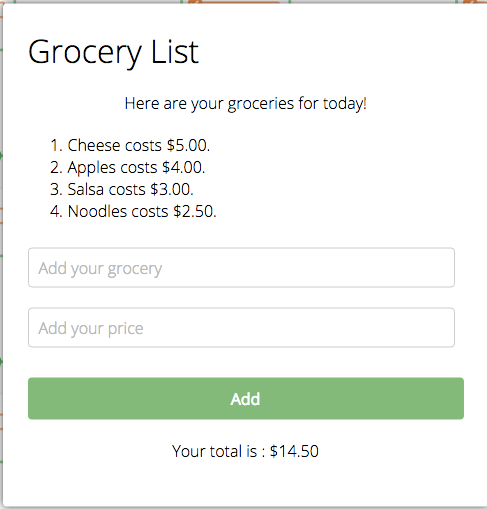 Grocery List
Here are your groceries for today!
1. Cheese costs $5.00.
2. Apples costs $4.00.
3. Salsa costs $3.00.
4. Noodles costs $2.50.
Add your grocery
Add your price
Add
Your total is : $14.50